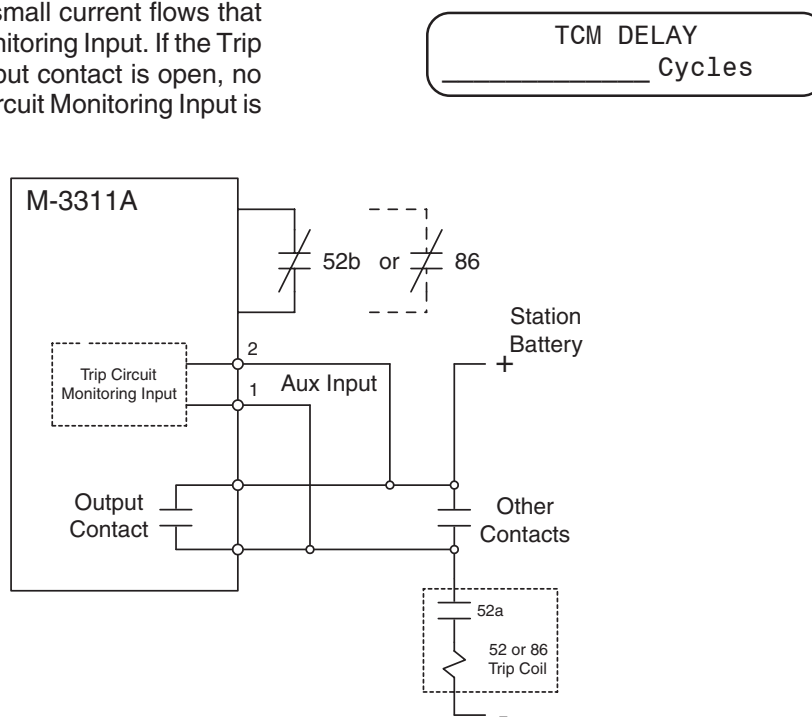 small current flows that
nitoring Input. If the Trip
out contact is open, no
rcuit Monitoring Input is
TCM DELAY
______________ Cycles
M-3311A
52b or 86
Station
Battery
+
Trip Circuit
Monitoring Input
2
1
Aux Input
Output
Contact
Other
Contacts
52a
52 or 86
Trip Coil
-